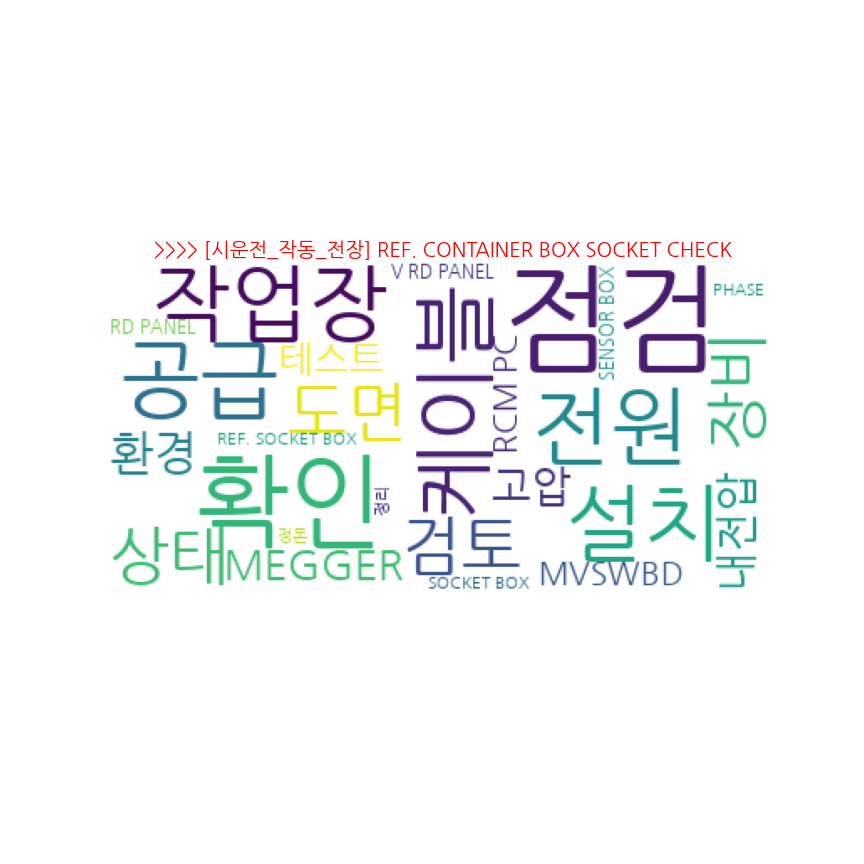 >>>> [시운전_작동_전장] REF. CONTAINER BOX SOCKET CHECK
작업장
V RD PANEL
점검
SENSOR BOX
PHASE
RD PANEL
공급
테스트
케이블
RCM PC
장비
도면
전원
환경
REF. SOCKET BOX
확인
정리
고압
설치
내전압
상태
정돈
MEGGER
검토
SOCKET BOX
MVSWBD